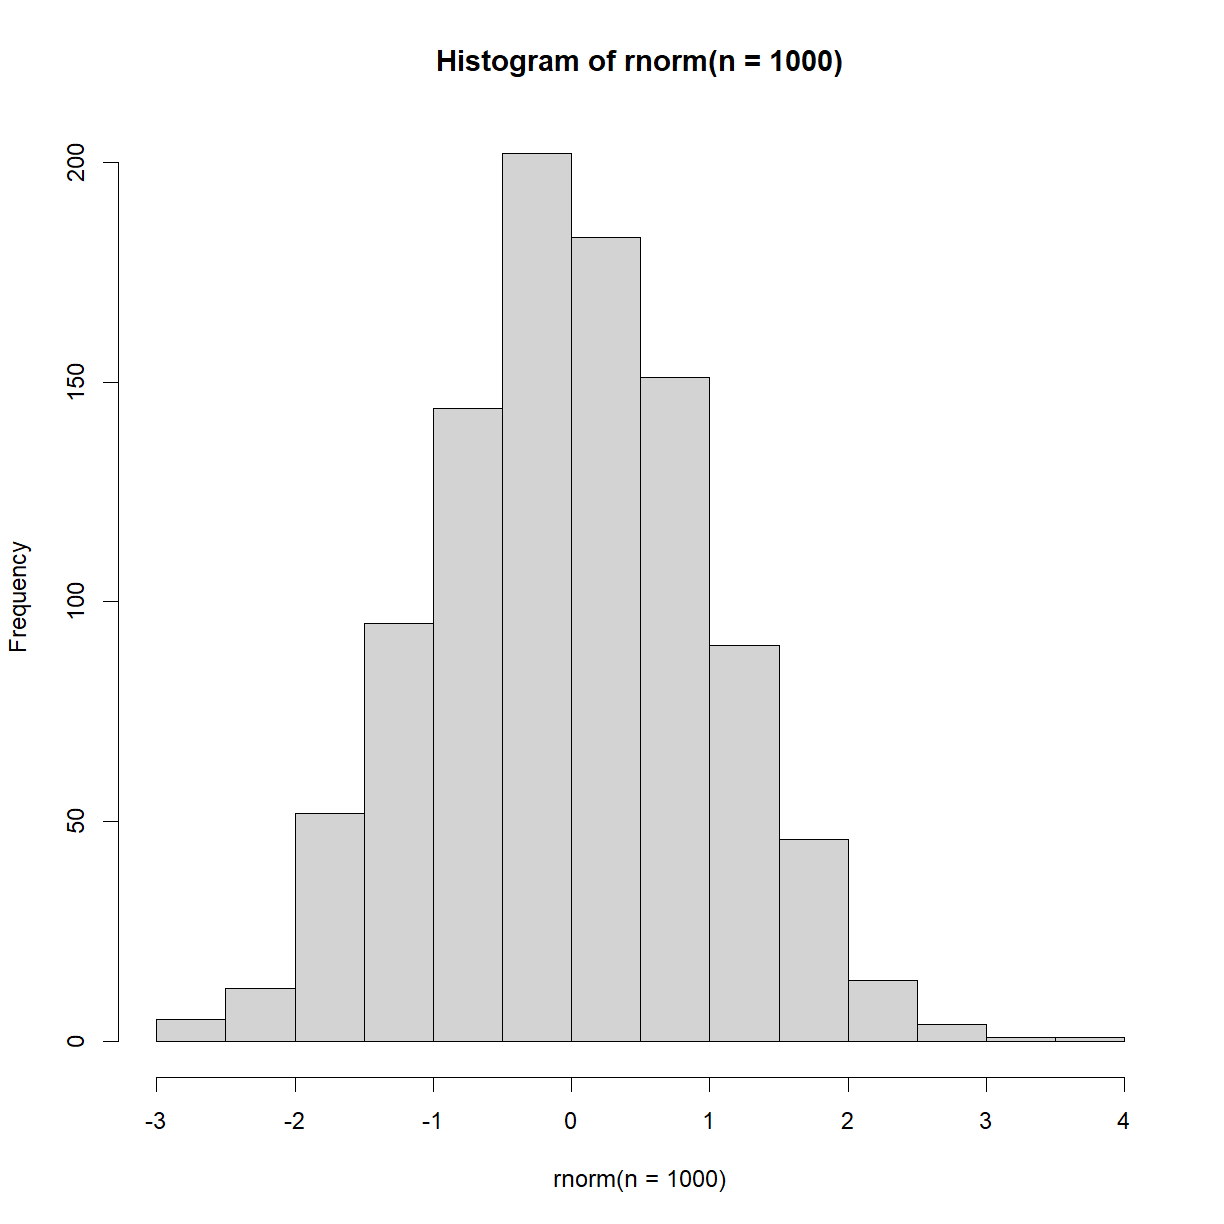 Histogram of rnorm(n = 1000)
Frequency
200
150
100
50
0
-3 -2 -1 0 1 2 3 4
rnorm(n = 1000)